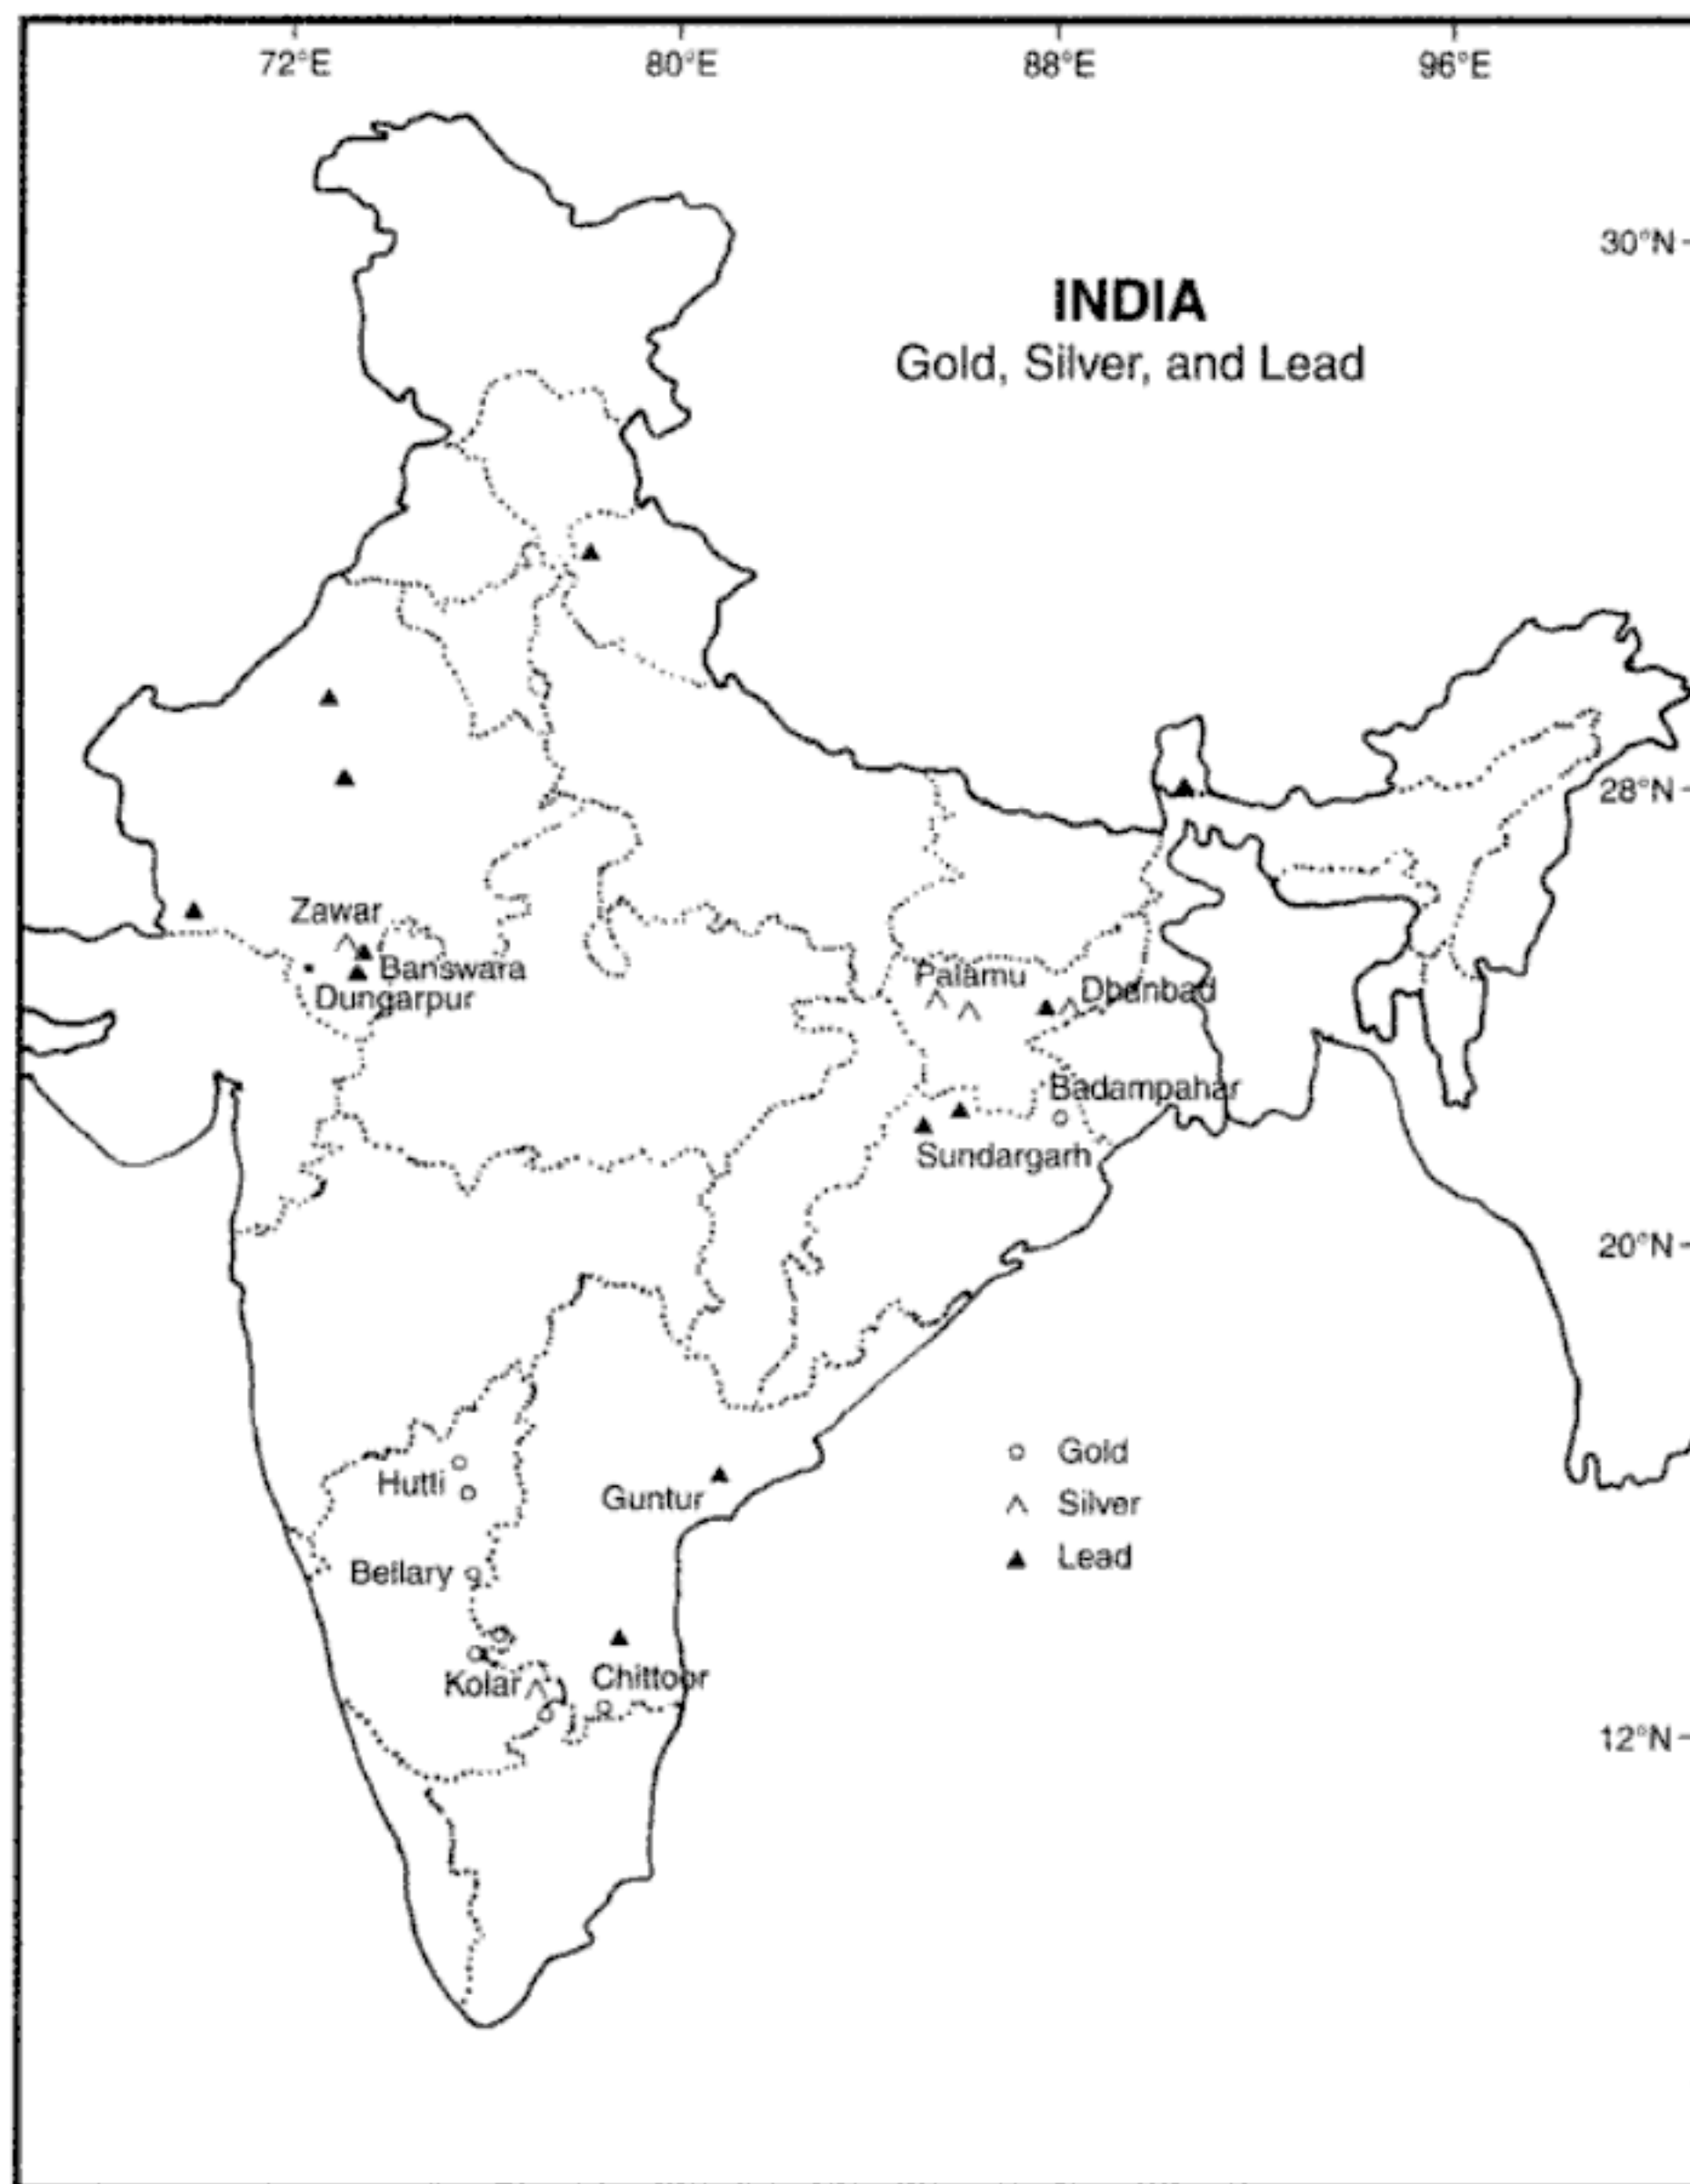 72°E 80°E 88°E 96°E
30°N
INDIA
Gold, Silver, and Lead
28°N
Zawar
Banswara
Dungarpur
Palamu
Dhanbad
Badampahar
Sundargarh
20°N
Hutti
Guntur
Bellary
Kolar
Chittoor
Gold
Silver
Lead
12°N